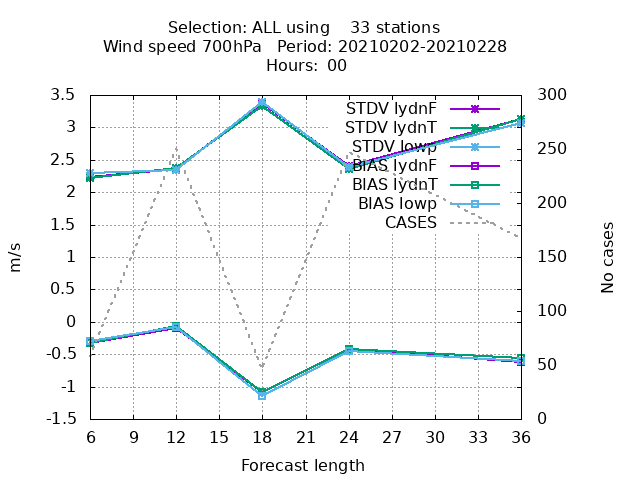 Selection: ALL using    33 stations
Wind speed 700hPa   Period: 20210202-20210228
Hours: 00
3.5
3
2.5
2
1.5
1
0.5
0
-0.5
-1
-1.5
m/s
300
250
200
150
100
50
0
No cases
STDV lydnF
STDV lydnT
STDV lowp
BIAS lydnF
BIAS lydnT
BIAS lowp
CASES
6 9 12 15 18 21 24 27 30 33 36
Forecast length